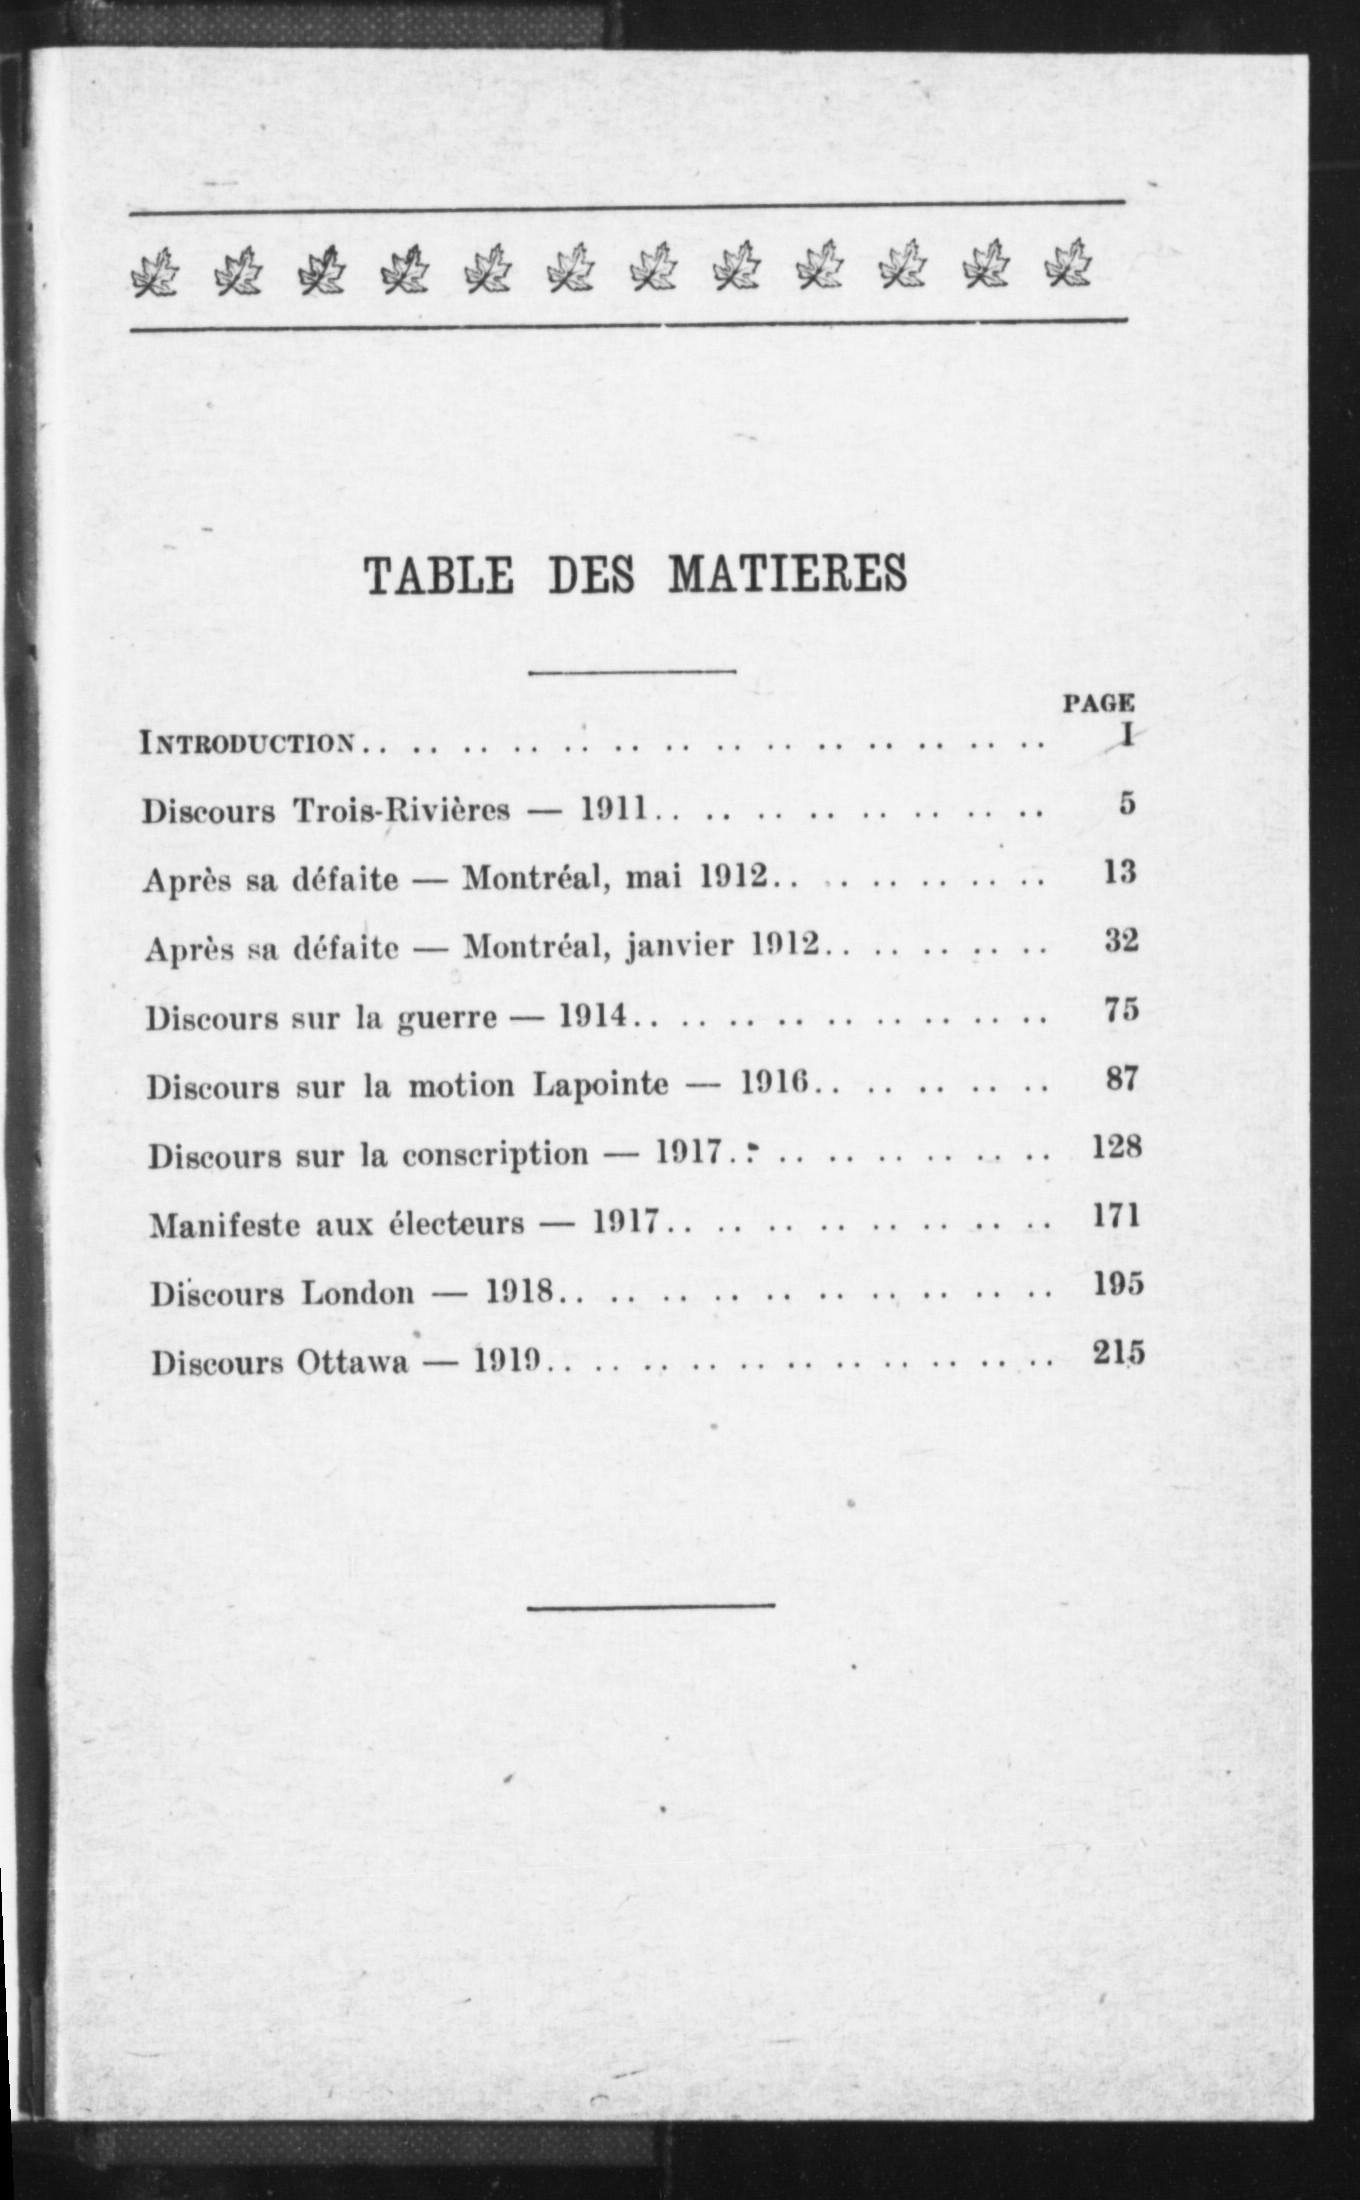 TABLE DES MATIERES
PAGE
INTRODUCTION.. .. .. .. .. .. .. .. .. .. .. .. .. .. I
Discours Trois-Rivières — 1911.. .. .. .. .. .. .. .. 5
Après sa défaite — Montréal, mai 1912.. .. .. .. .. .. 13
Après sa défaite — Montréal, janvier 1912.. .. .. .. .. 32
Discours sur la guerre — 1914.. .. .. .. .. .. .. .. .. 75
Discours sur la motion Lapointe — 1916.. .. .. .. .. 87
Discours sur la conscription — 1917.. .. .. .. .. .. .. 128
Manifeste aux électeurs — 1917.. .. .. .. .. .. .. .. 171
Discours London — 1918.. .. .. .. .. .. .. .. .. .. 195
Discours Ottawa — 1919.. .. .. .. .. .. .. .. .. .. .. 215